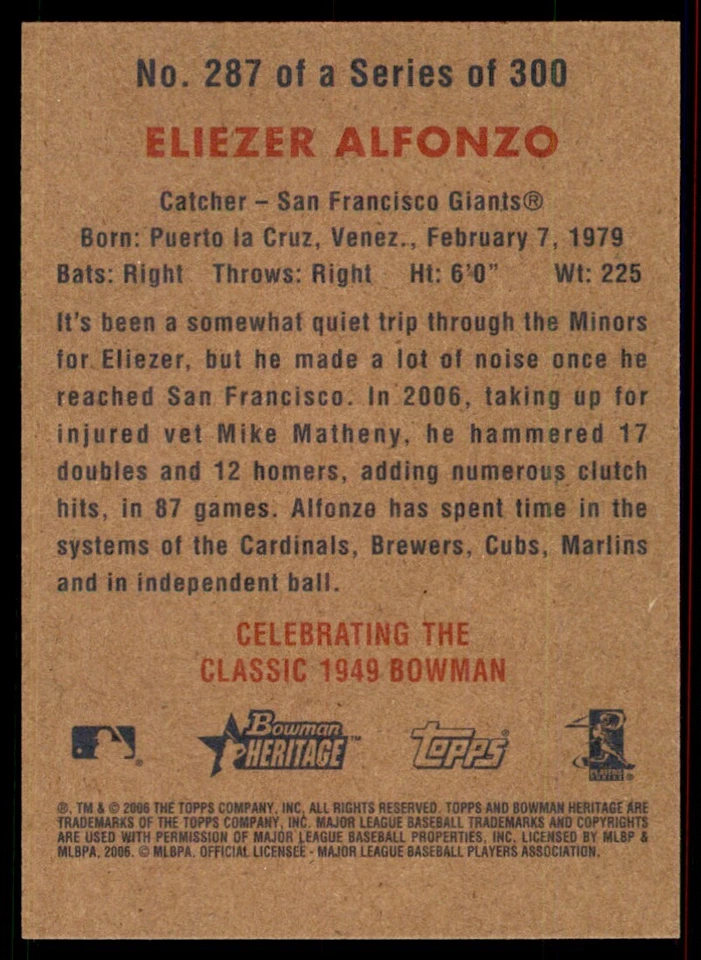 No. 287 of a Series of 300
ELIEZER ALFONZO
Catcher – San Francisco Giants®
Born: Puerto la Cruz, Venez., February 7, 1979
Bats: Right Throws: Right Ht: 6'0" Wt: 225
It's been a somewhat quiet trip through the Minors
for Eliezer, but he made a lot of noise once he
reached San Francisco. In 2006, taking up for
injured vet Mike Matheny, he hammered 17
doubles and 12 homers, adding numerous clutch
hits, in 87 games. Alfonzo has spent time in the
systems of the Cardinals, Brewers, Cubs, Marlins
and in independent ball.
CELEBRATING THE
CLASSIC 1949 BOWMAN
Bowman
HERITAGE™
Topps®
PLAYERS
CHOICE
®, TM & © 2006 THE TOPPS COMPANY, INC. ALL RIGHTS RESERVED. TOPPS AND BOWMAN HERITAGE ARE
TRADEMARKS OF THE TOPPS COMPANY, INC. MAJOR LEAGUE BASEBALL TRADEMARKS AND COPYRIGHTS
ARE USED WITH PERMISSION OF MAJOR LEAGUE BASEBALL PROPERTIES, INC. LICENSED BY MLBP &
MLBPA, 2006. © MLBPA. OFFICIAL LICENSEE - MAJOR LEAGUE BASEBALL PLAYERS ASSOCIATION.